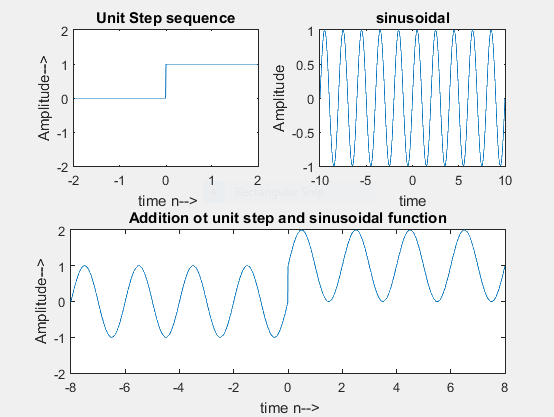 Unit Step sequence
Amplitude-->
2
1
0
-1
-2
-2 -1 0 1 2
time n-->
sinusoidal
Amplitude
1
0.5
0
-0.5
-1
-10 -5 0 5 10
time
Addition ot unit step and sinusoidal function
Amplitude-->
2
1
0
-1
-2
-8 -6 -4 -2 0 2 4 6 8
time n-->